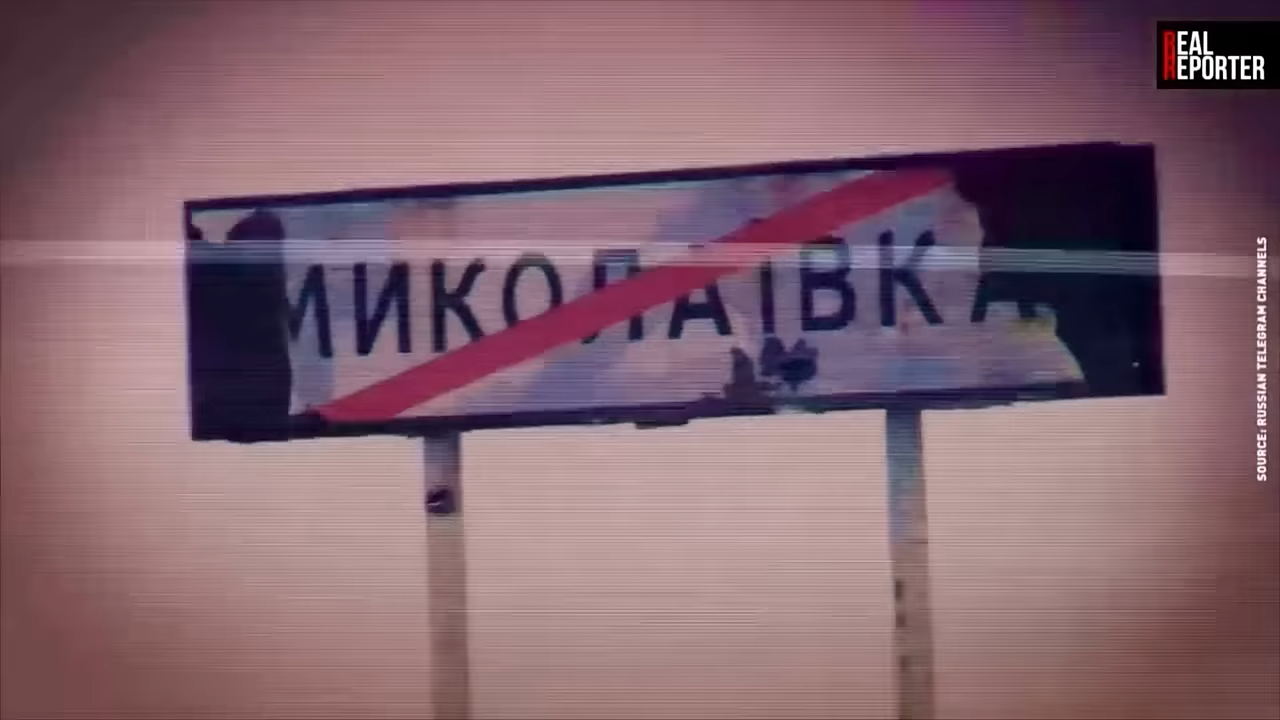 REAL
REPORTER
МИКОЛАЇВКА
SOURCE: RUSSIAN TELEGRAM CHANNELS